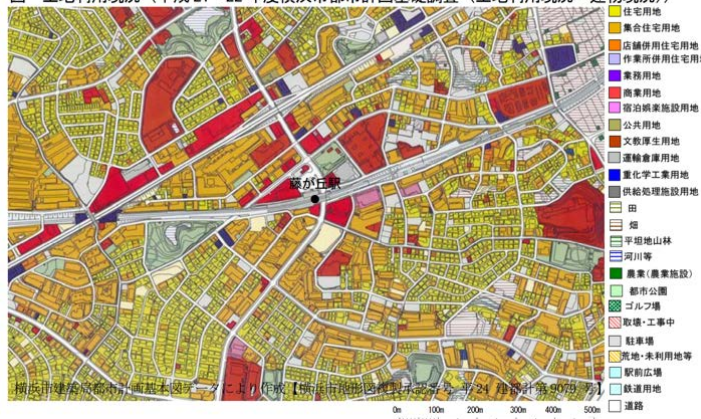 図 土地利用現況（平成21～22年度横浜市都市計画基礎調査（土地利用現況・建物現況））
住宅用地
集合住宅用地
店舗併用住宅用地
作業所併用住宅用地
業務用地
商業用地
宿泊娯楽施設用地
公共用地
文教厚生用地
運輸倉庫用地
重化学工業用地
供給処理施設用地
田
畑
平坦地山林
河川等
農業(農業施設)
都市公園
ゴルフ場
取壊・工事中
駐車場
荒地・未利用地等
駅前広場
鉄道用地
道路
藤が丘駅
横浜市建築局都市計画基本図データにより作成【横浜市地形図複製承認番号 平24 建都計第9079 号】
0m 100m 200m 300m 400m 500m